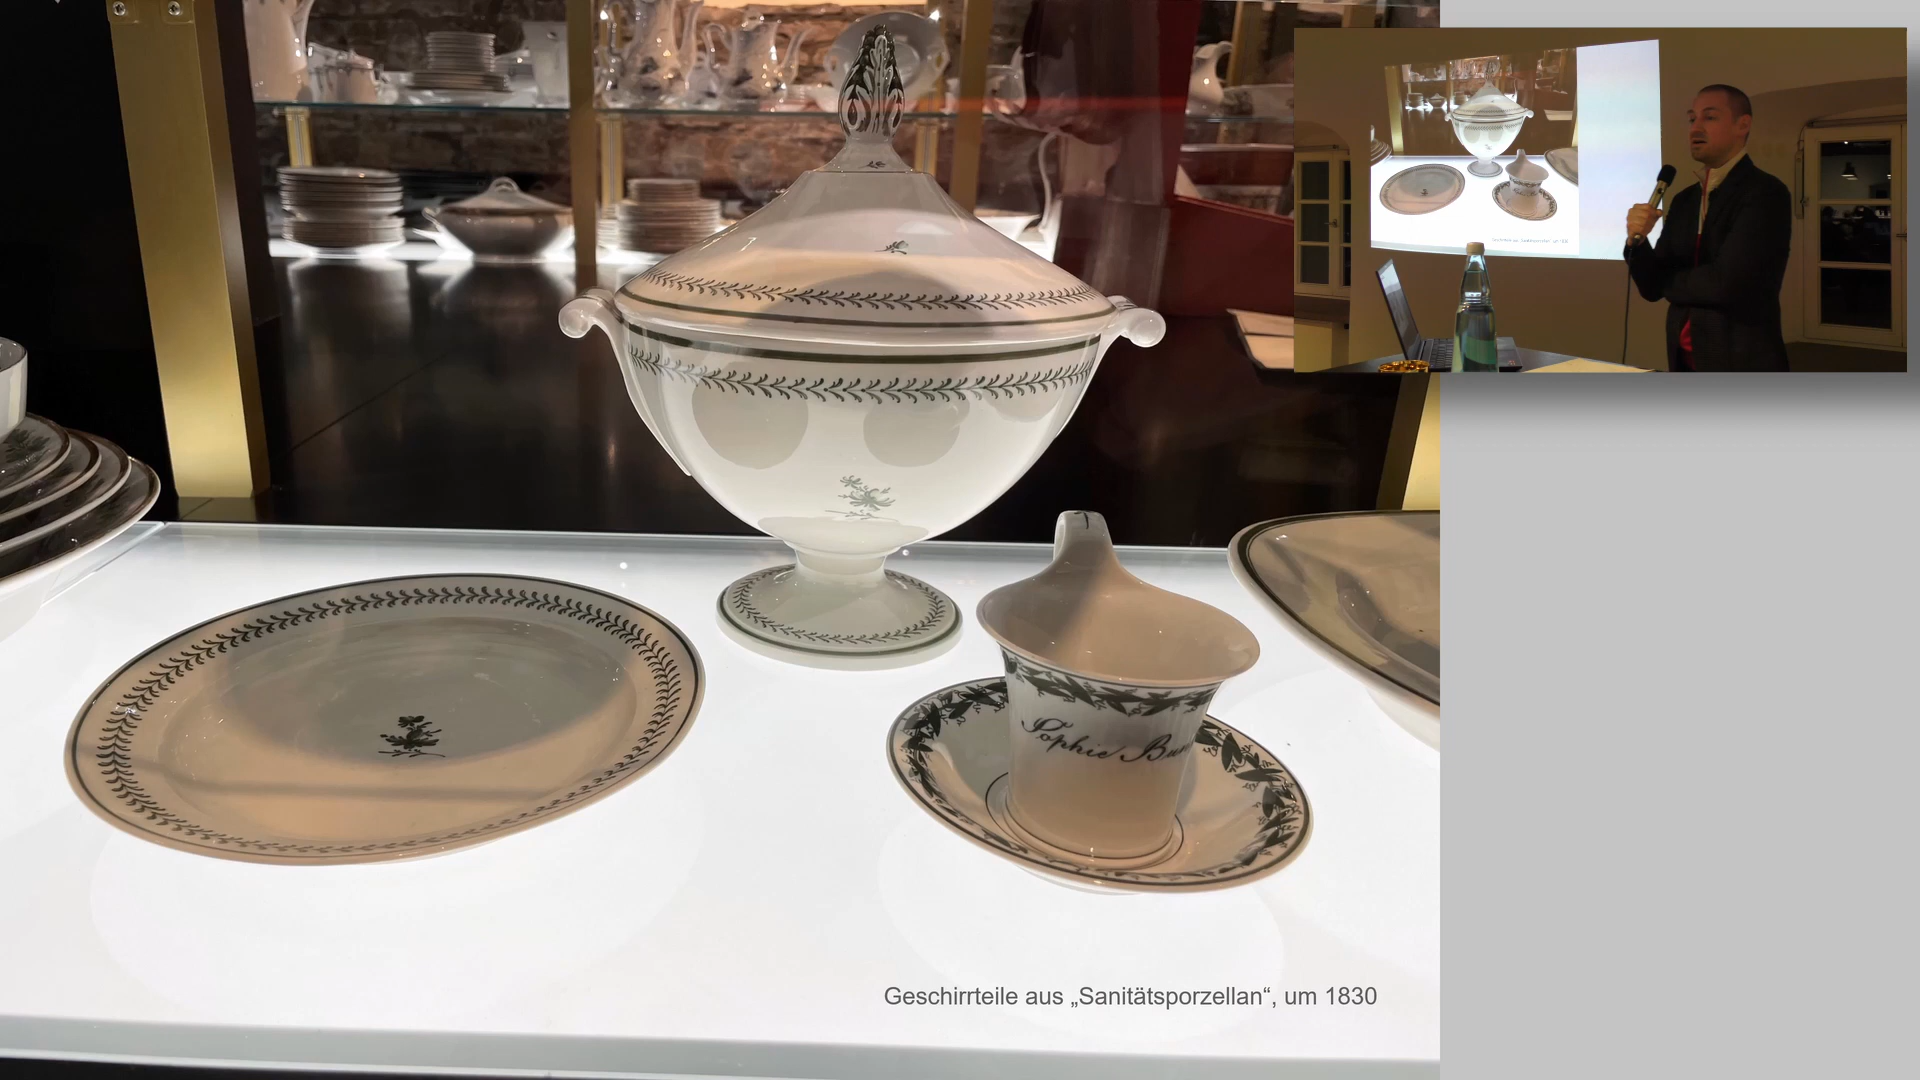 Sophie
Geschirrteile aus „Sanitätsporzellan“, um 1830